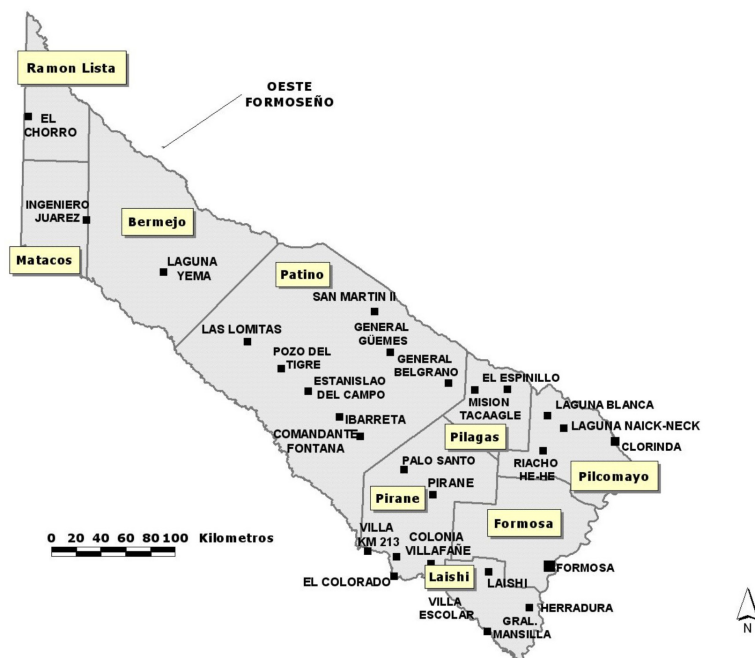 Ramon Lista
OESTE
FORMOSEÑO
EL
CHORRO
INGENIERO
JUAREZ
Bermejo
Matacos
LAGUNA
YEMA
Patino
SAN MARTIN II
LAS LOMITAS
GENERAL
GÜEMES
POZO DEL
TIGRE
GENERAL
BELGRANO
ESTANISLAO
DEL CAMPO
EL ESPINILLO
MISION
TACAAGLE
IBARRETA
COMANDANTE
FONTANA
LAGUNA BLANCA
LAGUNA NAICK-NECK
CLORINDA
Pilagas
PALO SANTO
RIACHO
HE-HE
Pilcomayo
PIRANE
Pirane
Formosa
VILLA
KM 213
COLONIA
VILLAFAÑE
0 20 40 60 80 100 Kilometros
EL COLORADO
Laishi
LAISHI
FORMOSA
VILLA
ESCOLAR
HERRADURA
GRAL.
MANSILLA
N